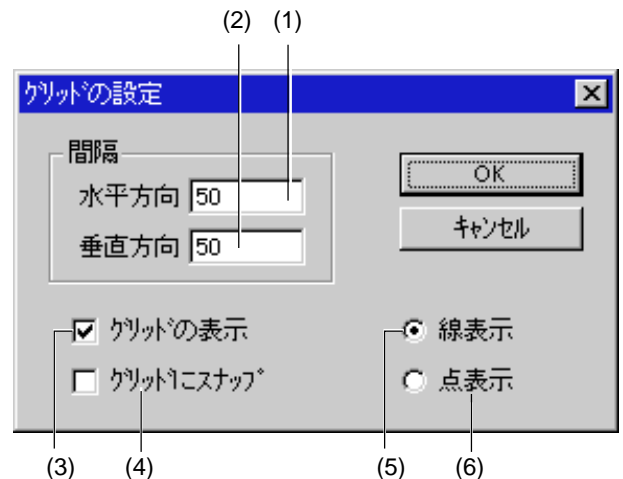 (2) (1)
グリッドの設定
間隔
水平方向 50
垂直方向 50
OK
キャンセル
グリッドの表示
グリッドにスナップ
線表示
点表示
(3) (4) (5) (6)